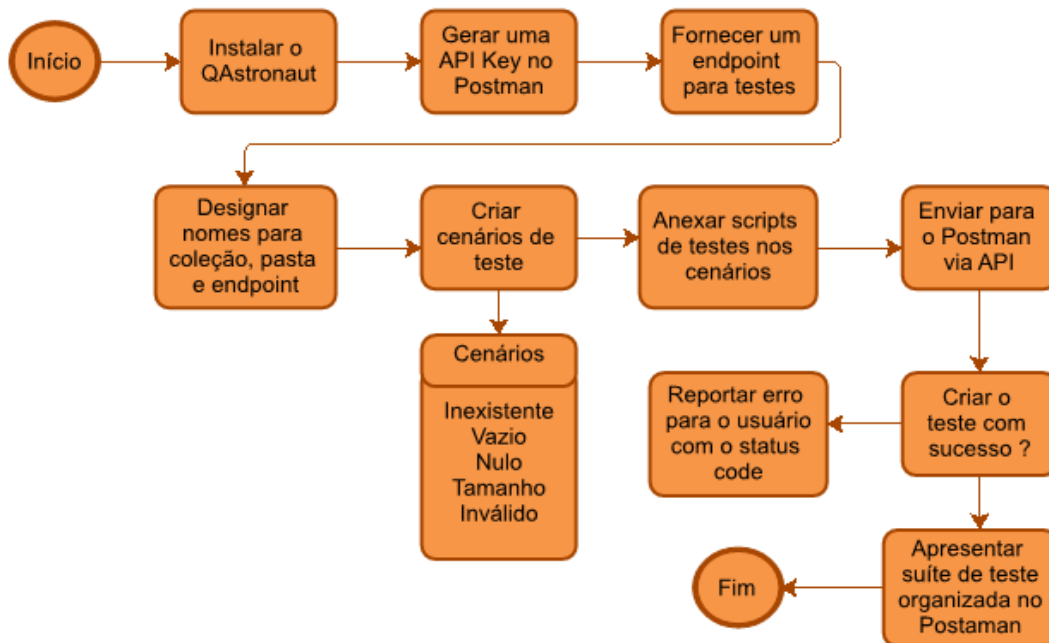 Início
Instalar o
QAstronaut
Gerar uma
API Key no
Postman
Fornecer um
endpoint
para testes
Designar
nomes para
coleção, pasta
e endpoint
Criar
cenários de
teste
Anexar scripts
de testes nos
cenários
Enviar para
o Postman
via API
Cenários
Inexistente
Vazio
Nulo
Tamanho
Inválido
Reportar erro
para o usuário
com o status
code
Criar o
teste com
sucesso ?
Apresentar
suíte de teste
organizada no
Postaman
Fim